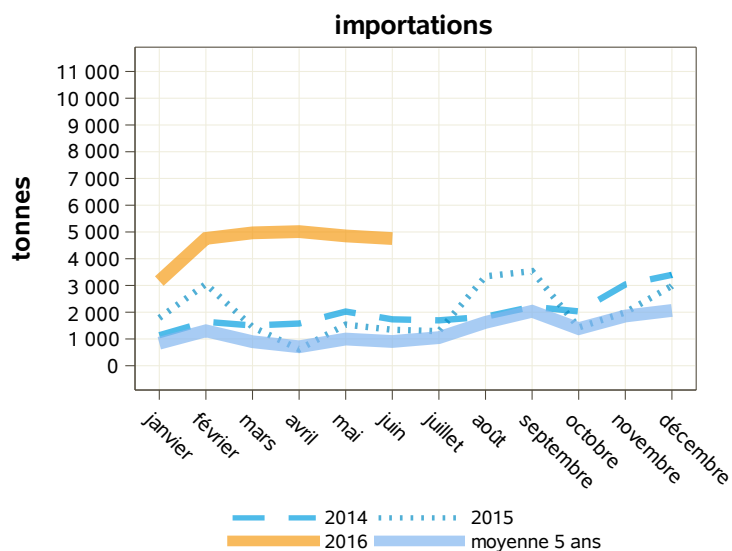 importations
tonnes
11 000
10 000
9 000
8 000
7 000
6 000
5 000
4 000
3 000
2 000
1 000
0
janvier
février
mars
avril
mai
juin
juillet
août
septembre
octobre
novembre
décembre
2014
2015
2016
moyenne 5 ans